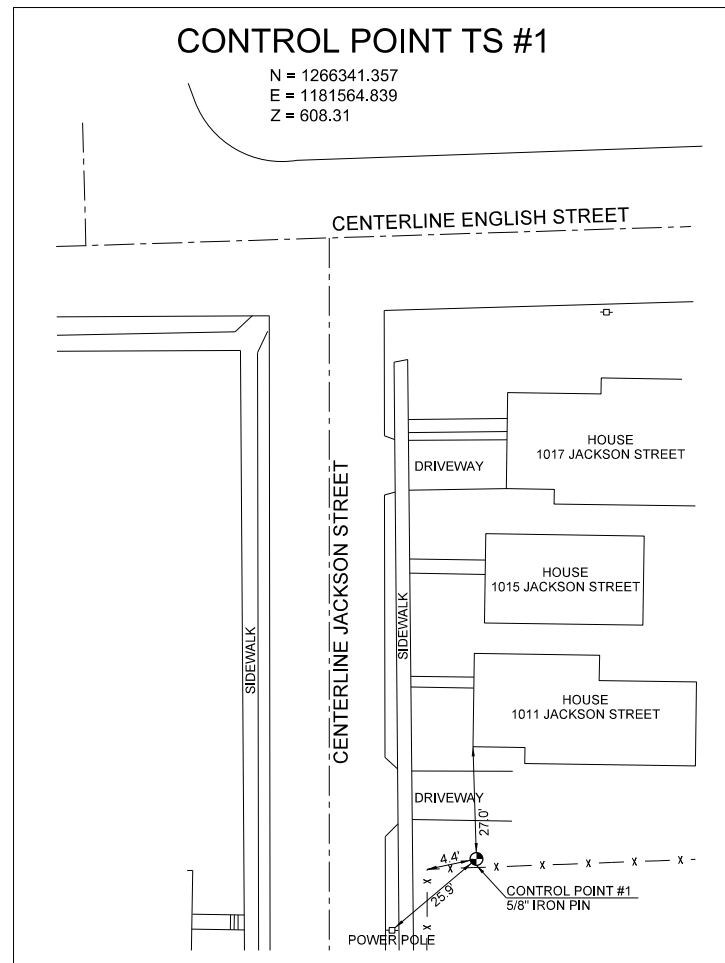 CONTROL POINT TS #1
N = 1266341.357
E = 1181564.839
Z = 608.31
CENTERLINE ENGLISH STREET
HOUSE
1017 JACKSON STREET
DRIVEWAY
CENTERLINE JACKSON STREET
HOUSE
1015 JACKSON STREET
SIDEWALK
SIDEWALK
HOUSE
1011 JACKSON STREET
DRIVEWAY
27.0'
4.4'
25.9'
CONTROL POINT #1
5/8" IRON PIN
POWER POLE